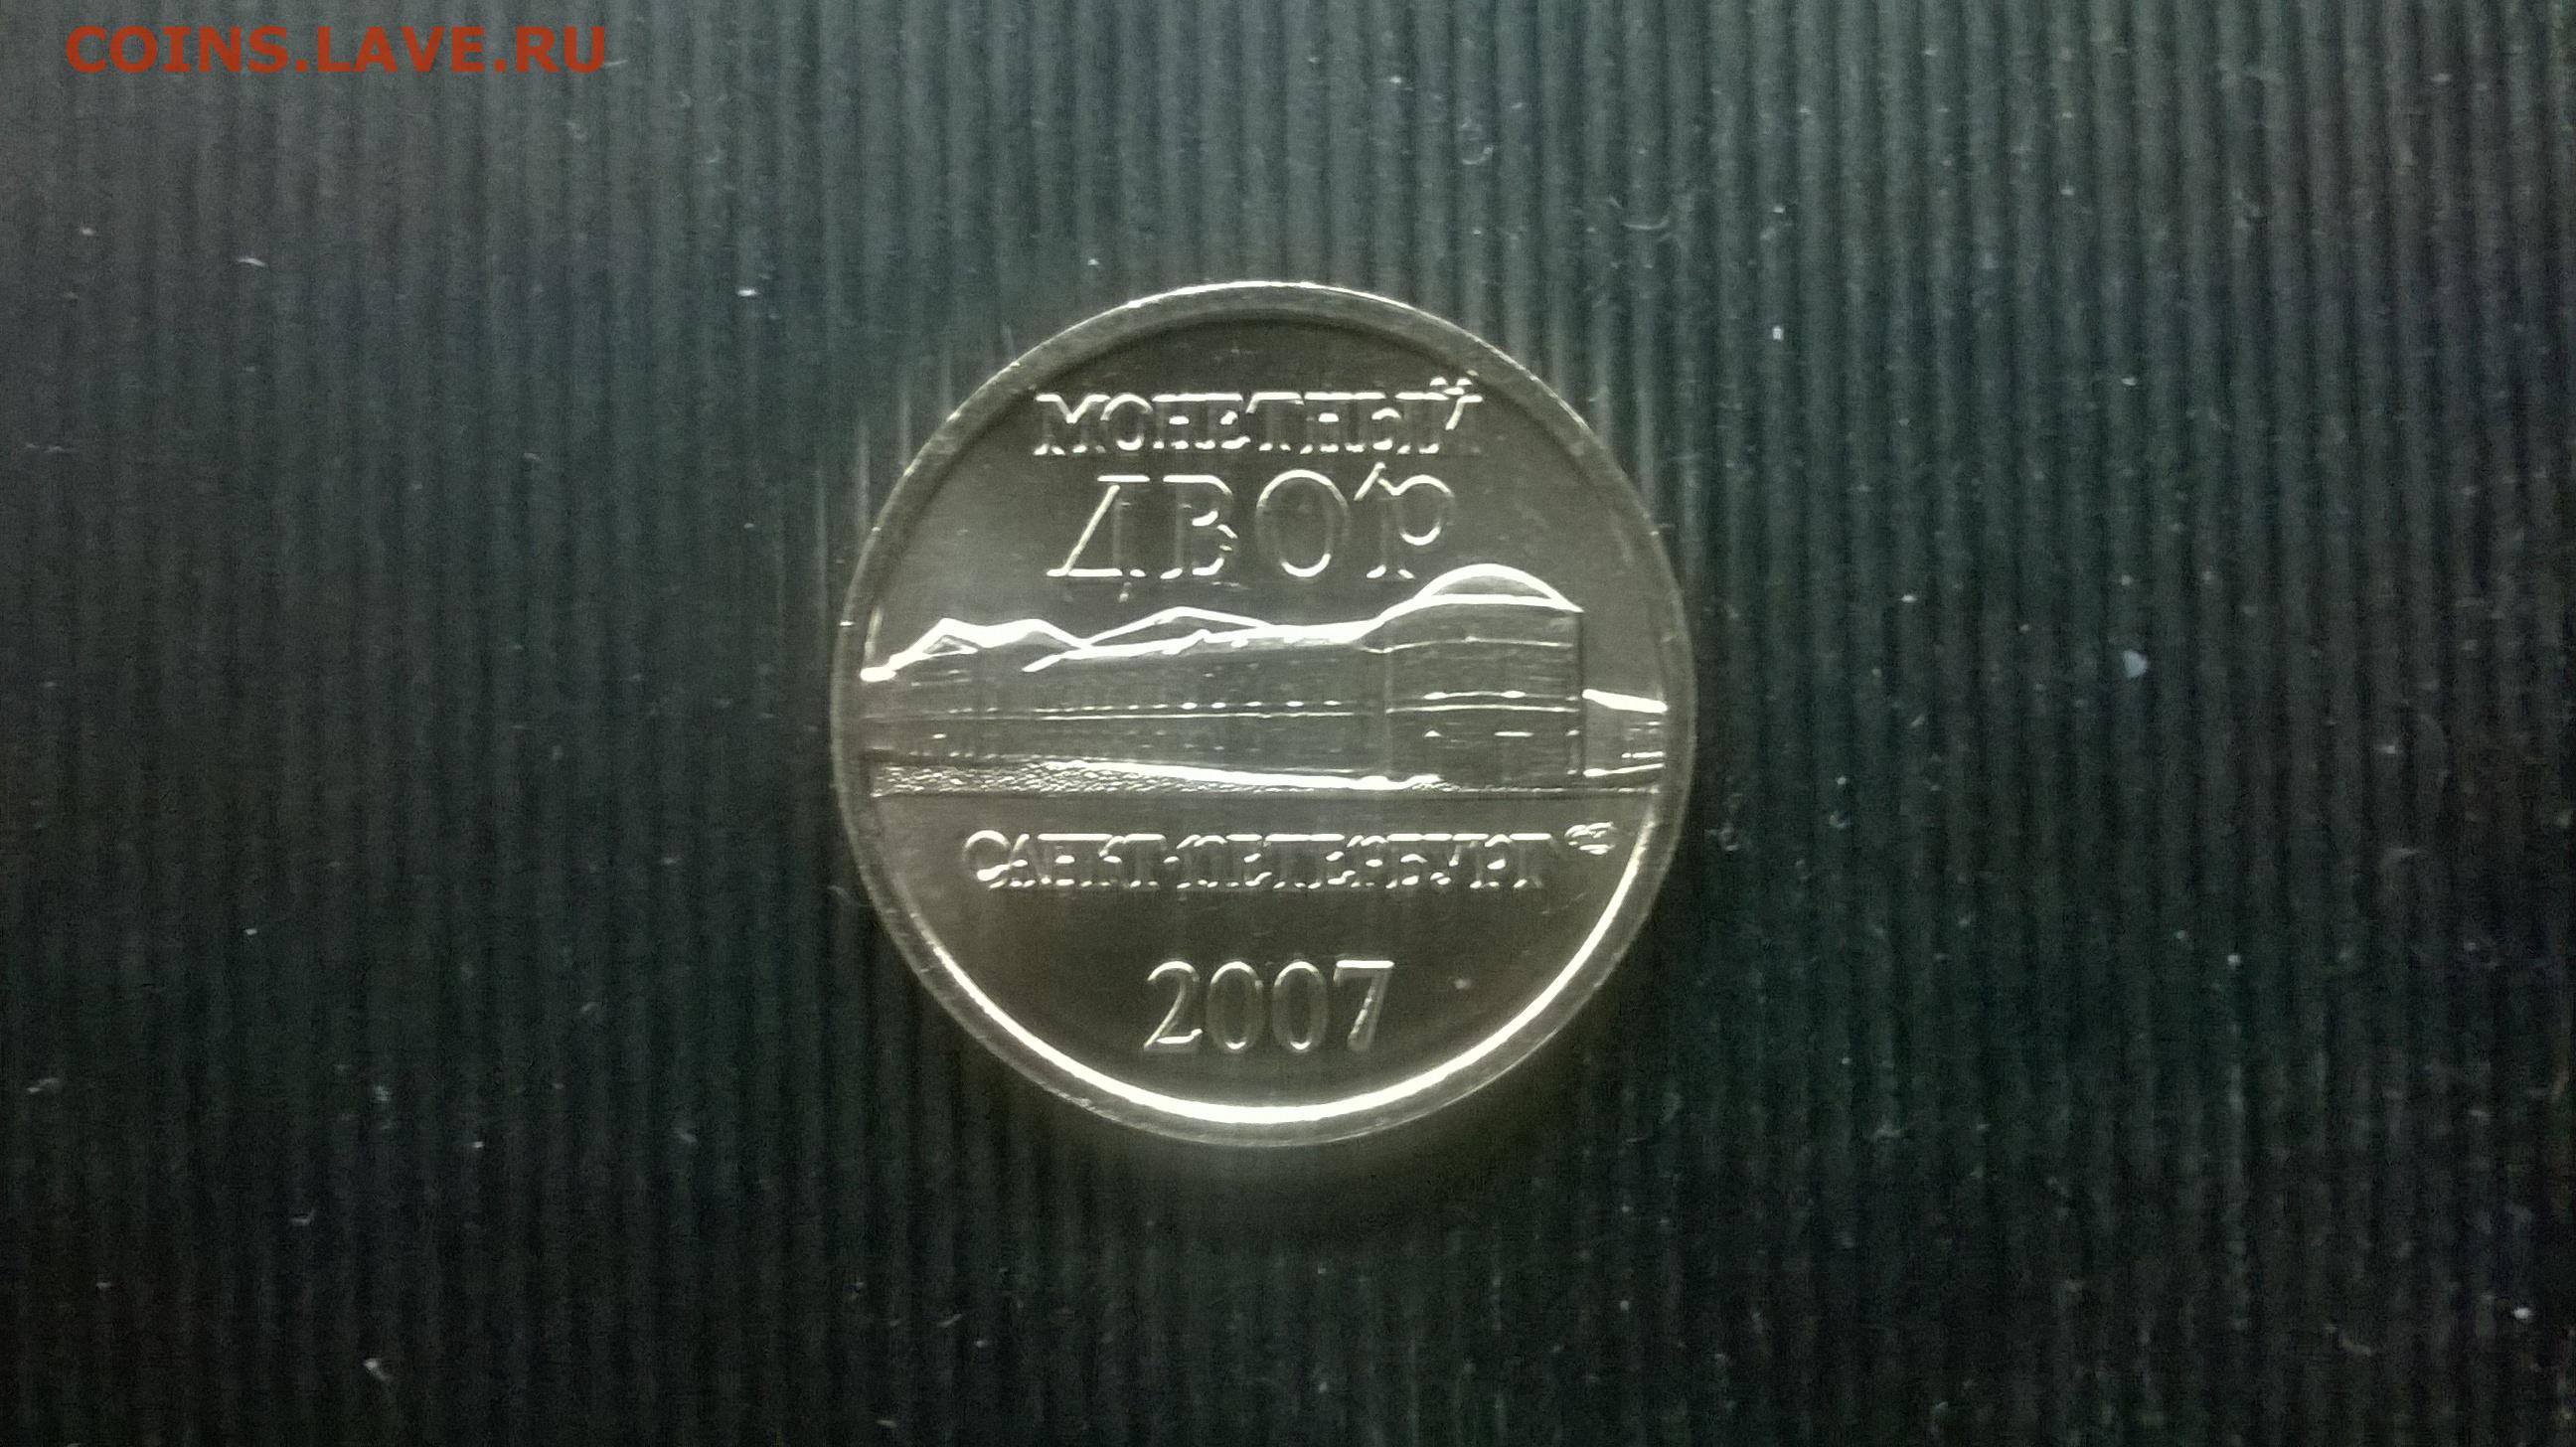 COINS.LAVE.RU
МОНЕТНЫЙ
ДВОР
САНКТ-ПЕТЕРБУРГ
2007